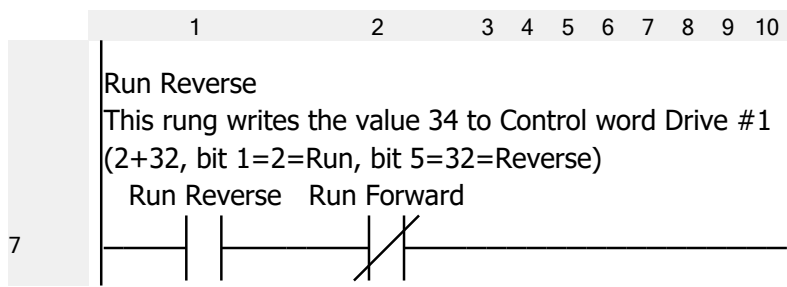 1 2 3 4 5 6 7 8 9 10
Run Reverse
This rung writes the value 34 to Control word Drive #1
(2+32, bit 1=2=Run, bit 5=32=Reverse)
Run Reverse Run Forward
7